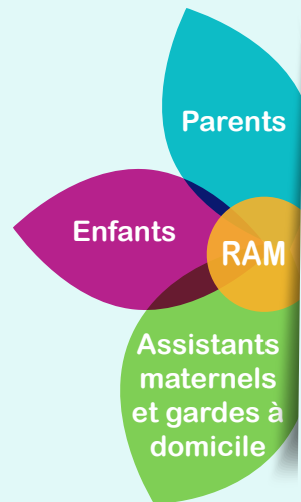 Parents
Enfants
RAM
Assistants
maternels
et gardes à
domicile